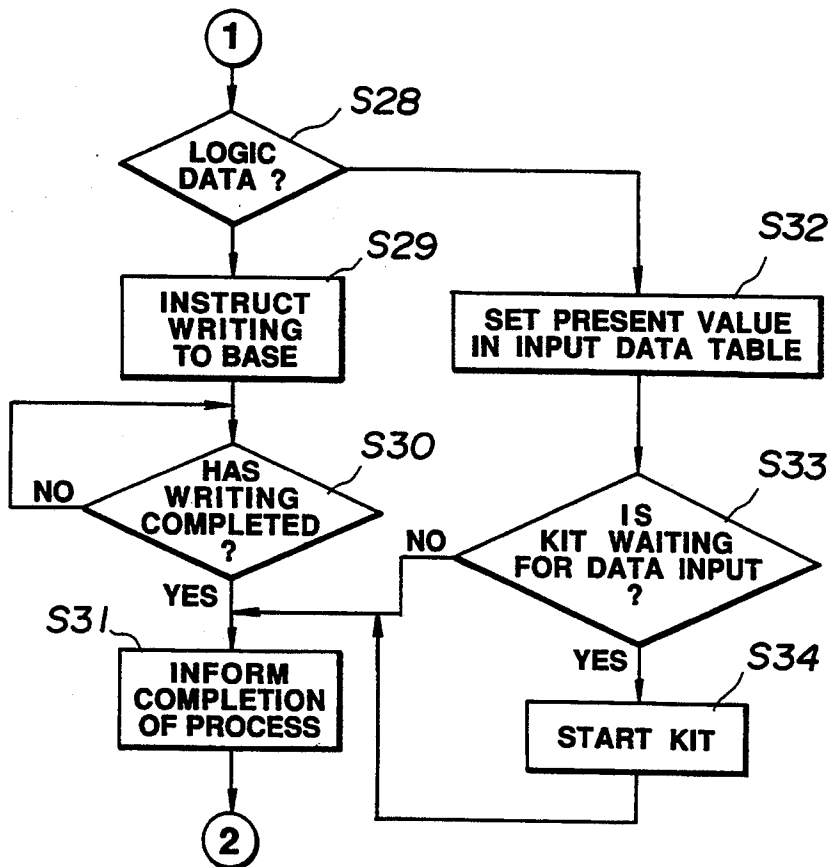 1
S28
LOGIC
DATA ?
S29
INSTRUCT
WRITING
TO BASE
S32
SET PRESENT VALUE
IN INPUT DATA TABLE
S30
HAS
WRITING
COMPLETED
?
NO
YES
S33
IS
KIT WAITING
FOR DATA INPUT
?
NO
YES
S31
INFORM
COMPLETION
OF PROCESS
S34
START KIT
2